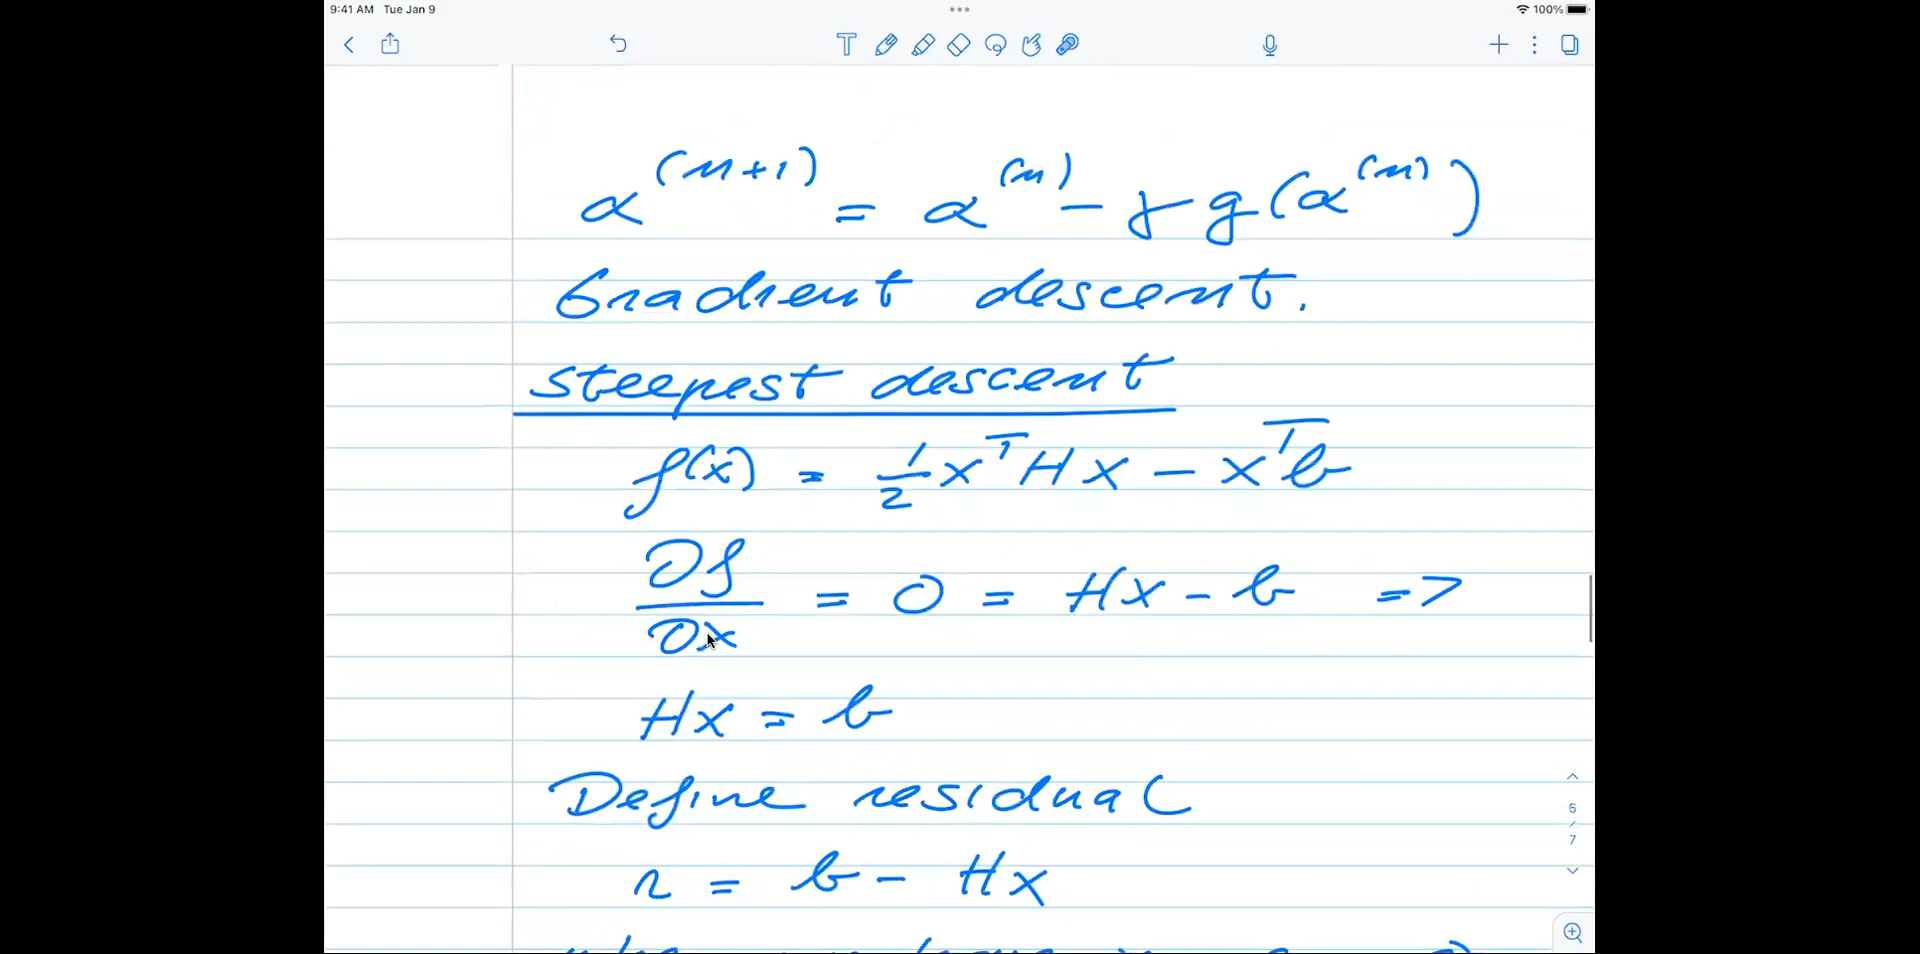 9:41 AM Tue Jan 9
100%
α^(n+1) = α^(n) - γ g(α^(n))
Gradient descent.
steepest descent
f(x) = 1/2 x^T H x - x^T b
∂f/∂x = 0 = Hx - b =>
Hx = b
Define residual
r = b - Hx
6
/
7